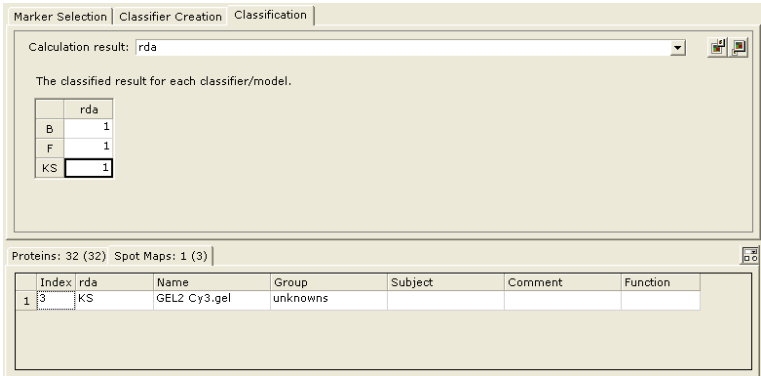 Marker Selection Classifier Creation Classification
Calculation result: rda
The classified result for each classifier/model.
rda
B 1
F 1
KS 1
Proteins: 32 (32) Spot Maps: 1 (3)
Index rda Name Group Subject Comment Function
1 3 KS GEL2 Cy3.gel unknowns